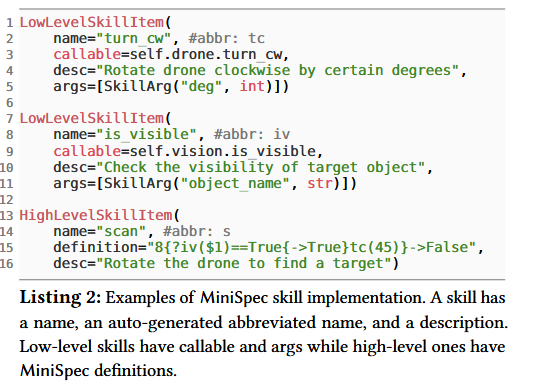 1 LowLevelSkillItem(
2     name="turn_cw", #abbr: tc
3     callable=self.drone.turn_cw,
4     desc="Rotate drone clockwise by certain degrees",
5     args=[SkillArg("deg", int)])
6
7 LowLevelSkillItem(
8     name="is_visible", #abbr: iv
9     callable=self.vision.is_visible,
10     desc="Check the visibility of target object",
11     args=[SkillArg("object_name", str)])
12
13 HighLevelSkillItem(
14     name="scan", #abbr: s
15     definition="8{?iv($1)==True{->True}tc(45)}->False",
16     desc="Rotate the drone to find a target")
Listing 2: Examples of MiniSpec skill implementation. A skill has
a name, an auto-generated abbreviated name, and a description.
Low-level skills have callable and args while high-level ones have
MiniSpec definitions.